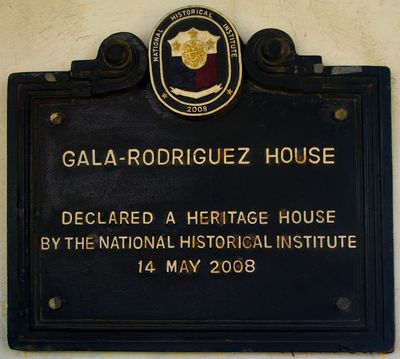 NATIONAL HISTORICAL INSTITUTE
2008
GALA-RODRIGUEZ HOUSE
DECLARED A HERITAGE HOUSE
BY THE NATIONAL HISTORICAL INSTITUTE
14 MAY 2008